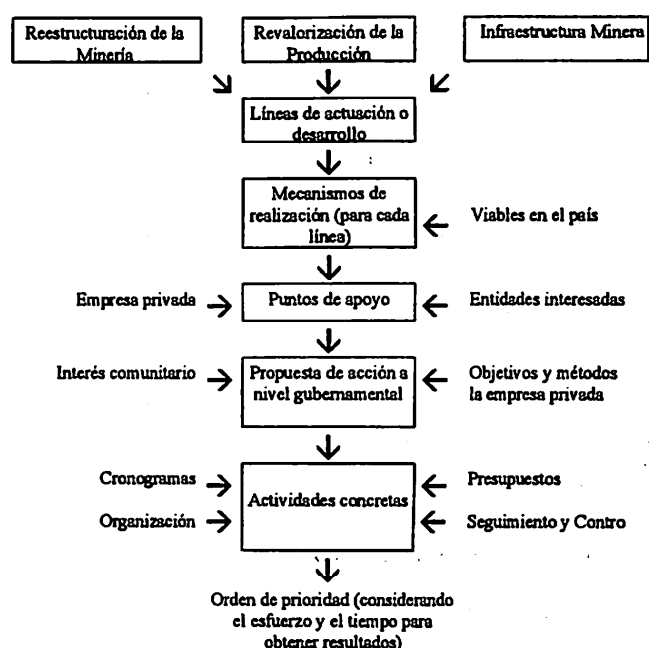 Reestructuración de la
Minería
Revalorización de la
Producción
Infraestructura Minera
Líneas de actuación o
desarrollo
Mecanismos de
realización (para cada
línea)
Viables en el país
Empresa privada
Puntos de apoyo
Entidades interesadas
Interés comunitario
Propuesta de acción a
nivel gubernamental
Objetivos y métodos
la empresa privada
Cronogramas
Organización
Actividades concretas
Presupuestos
Seguimiento y Contro
Orden de prioridad (considerando
el esfuerzo y el tiempo para
obtener resultados)